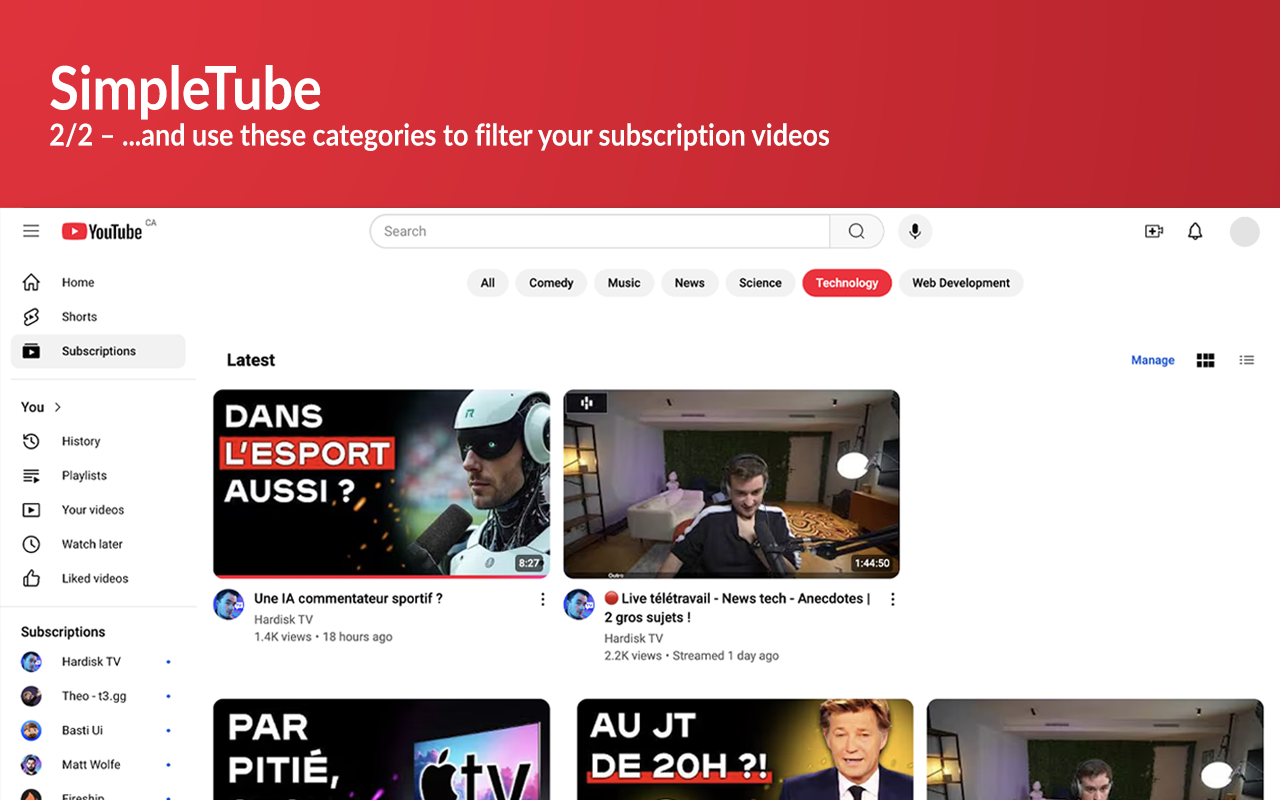 SimpleTube
2/2 – ...and use these categories to filter your subscription videos
YouTube CA
Search
Home
Shorts
Subscriptions
You
History
Playlists
Your videos
Watch later
Liked videos
Subscriptions
Hardisk TV
Theo - t3.gg
Basti Ui
Matt Wolfe
Fireship
All
Comedy
Music
News
Science
Technology
Web Development
Latest
Manage
DANS
L'ESPORT
AUSSI ?
8:27
Une IA commentateur sportif ?
Hardisk TV
1.4K views • 18 hours ago
Outro
1:44:50
🔴 Live télétravail - News tech - Anecdotes |
2 gros sujets !
Hardisk TV
2.2K views • Streamed 1 day ago
PAR
PITIÉ,
tv
AU JT
DE 20H ?!